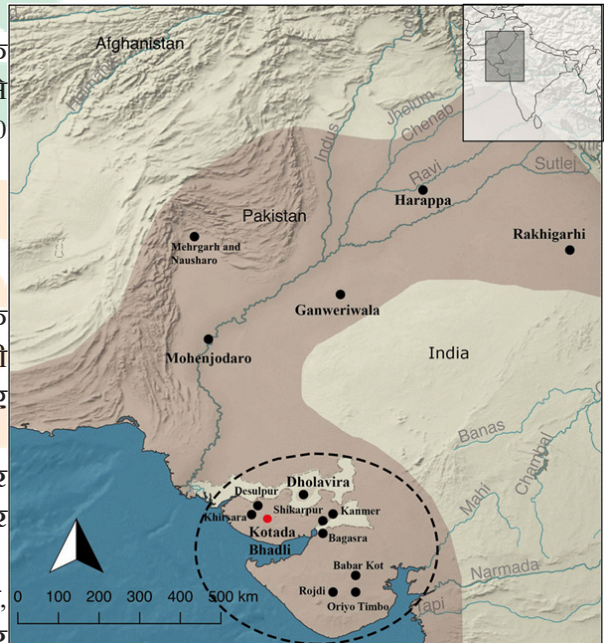 Afghanistan
Helmand
Indus
Jhelum
Chenab
Ravi
Sutlej
Harappa
Pakistan
Rakhigarhi
Mehrgarh and
Nausharo
Ganweriwala
Mohenjodaro
India
Banas
Chambal
Mahi
Dholavira
Desulpur
Khirsara
Shikarpur
Kanmer
Kotada
Bhadli
Bagasra
Babar Kot
Narmada
Rojdi
Oriyo Timbo
Tapi
0 100 200 300 400 500 km